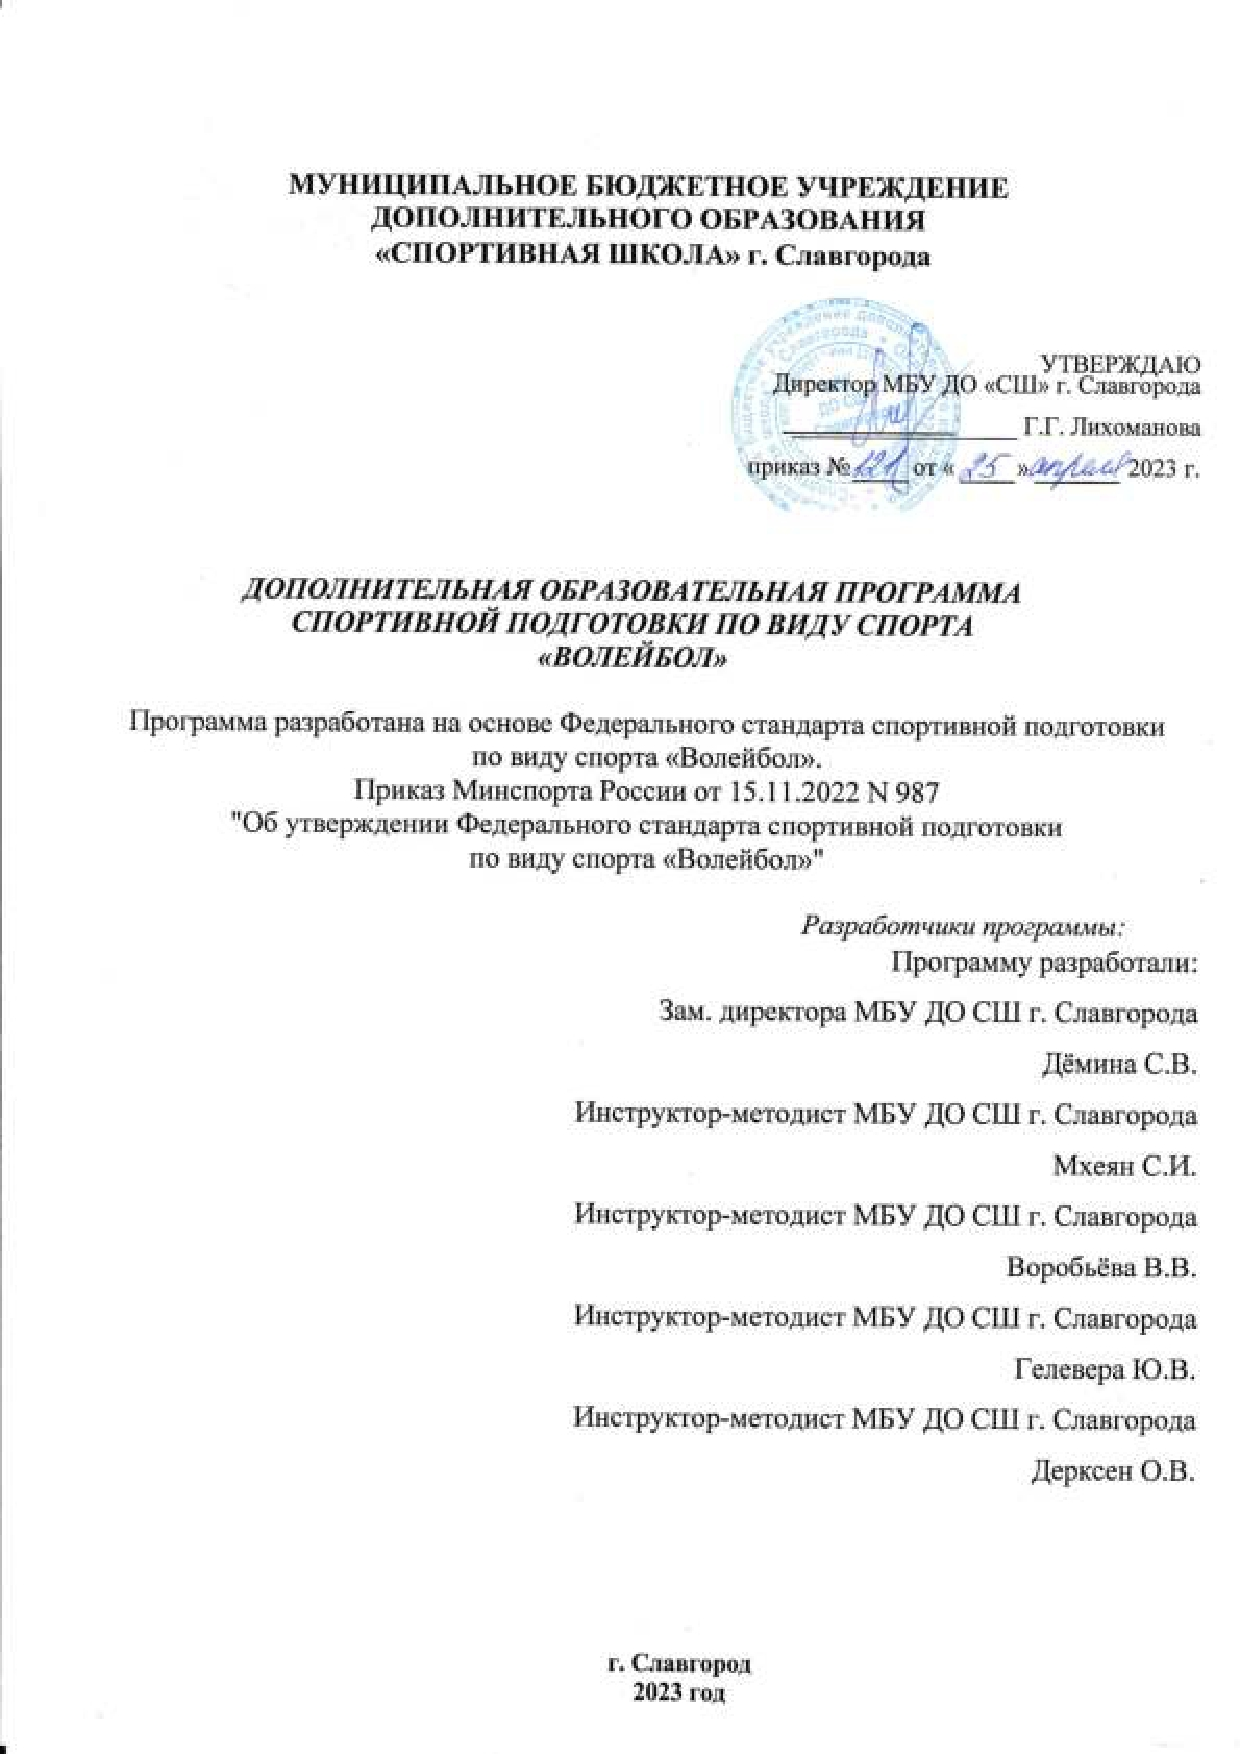 МУНИЦИПАЛЬНОЕ БЮДЖЕТНОЕ УЧРЕЖДЕНИЕ
ДОПОЛНИТЕЛЬНОГО ОБРАЗОВАНИЯ
«СПОРТИВНАЯ ШКОЛА» г. Славгорода
УТВЕРЖДАЮ
Директор МБУ ДО «СШ» г. Славгорода
Г.Г. Лихоманова
приказ № 121 от « 25 » апреля 2023 г.
ДОПОЛНИТЕЛЬНАЯ ОБРАЗОВАТЕЛЬНАЯ ПРОГРАММА
СПОРТИВНОЙ ПОДГОТОВКИ ПО ВИДУ СПОРТА
«ВОЛЕЙБОЛ»
Программа разработана на основе Федерального стандарта спортивной подготовки
по виду спорта «Волейбол».
Приказ Минспорта России от 15.11.2022 N 987
"Об утверждении Федерального стандарта спортивной подготовки
по виду спорта «Волейбол»"
Разработчики программы:
Программу разработали:
Зам. директора МБУ ДО СШ г. Славгорода
Дёмина С.В.
Инструктор-методист МБУ ДО СШ г. Славгорода
Мхеян С.И.
Инструктор-методист МБУ ДО СШ г. Славгорода
Воробьёва В.В.
Инструктор-методист МБУ ДО СШ г. Славгорода
Гелевера Ю.В.
Инструктор-методист МБУ ДО СШ г. Славгорода
Дерксен О.В.
г. Славгород
2023 год